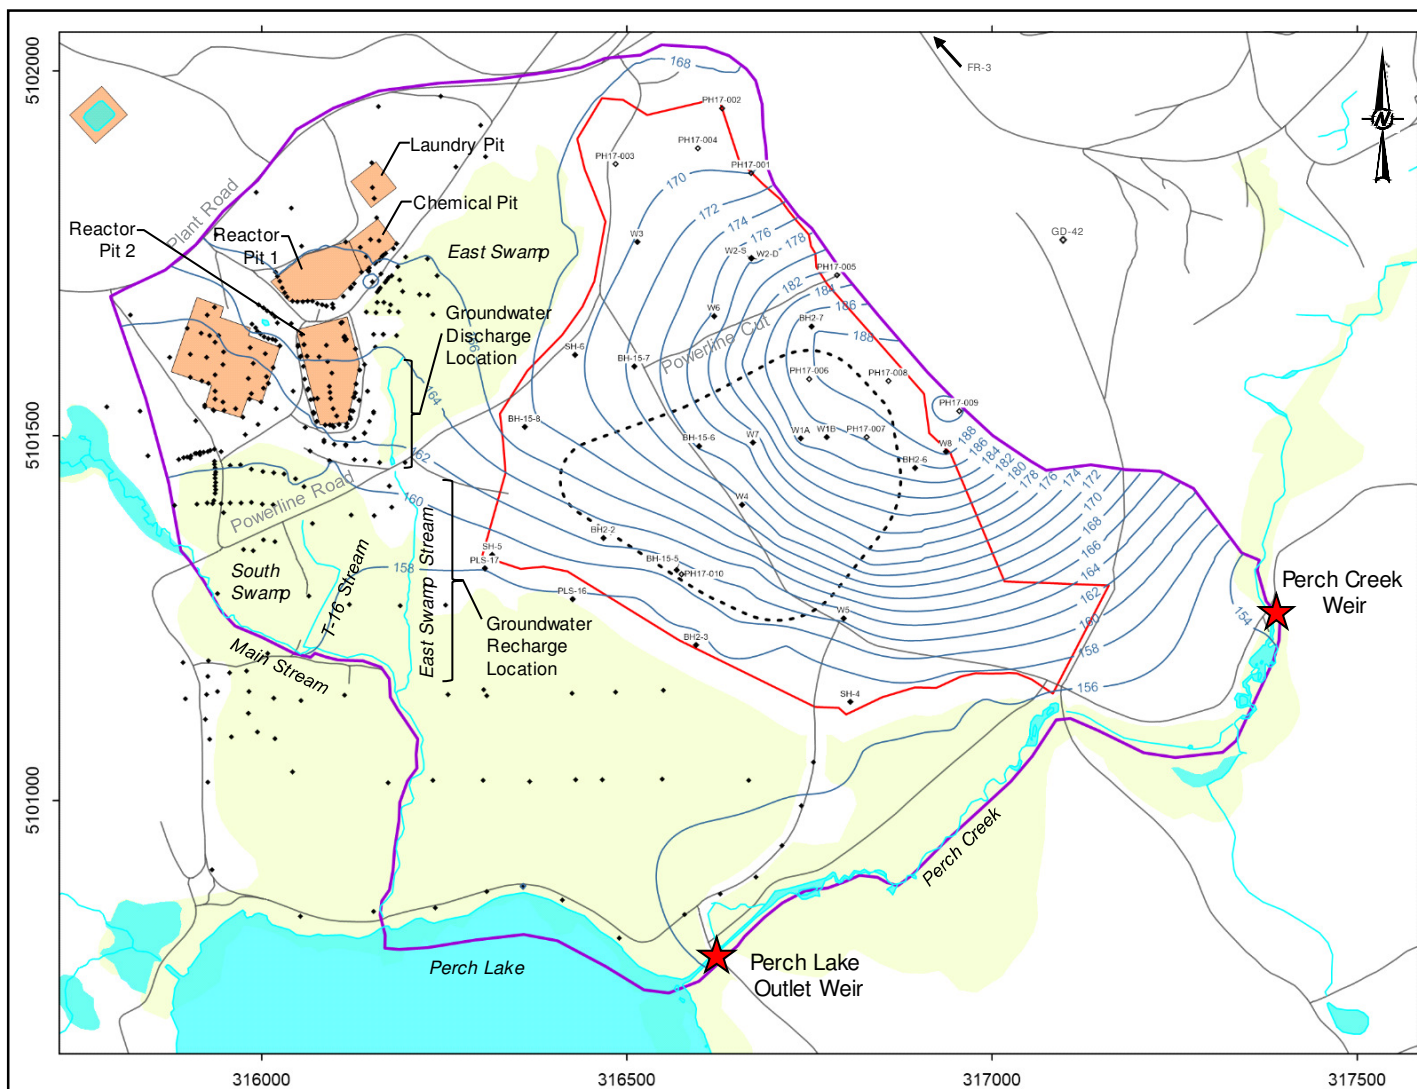 5102000
5101500
5101000
316000
316500
317000
317500
N
FR-3
GD-42
168
PH17-002
PH17-004
PH17-003
PH17-001
170
172
174
176
178
W3
W2-S
W2-D
PH17-005
182
184
186
188
W6
BH2-7
Powerline Cut
SH-6
BH-15-7
PH17-006
PH17-008
PH17-009
BH-15-8
BH-15-6
W7
W1A
W1B
PH17-007
W8
BH2-6
188
186
184
182
180
178
176
174
172
170
168
166
164
162
160
158
156
154
W4
BH2-2
BH-15-5
PH17-010
SH-5
PLS-17
PLS-16
W5
BH2-3
SH-4
Laundry Pit
Chemical Pit
Plant Road
Reactor
Pit 2
Reactor
Pit 1
East Swamp
Groundwater
Discharge
Location
164
162
160
158
Powerline Road
South
Swamp
T-16 Stream
East Swamp Stream
Groundwater
Recharge
Location
Main Stream
Perch Creek
Weir
Perch Creek
Perch Lake
Perch Lake
Outlet Weir